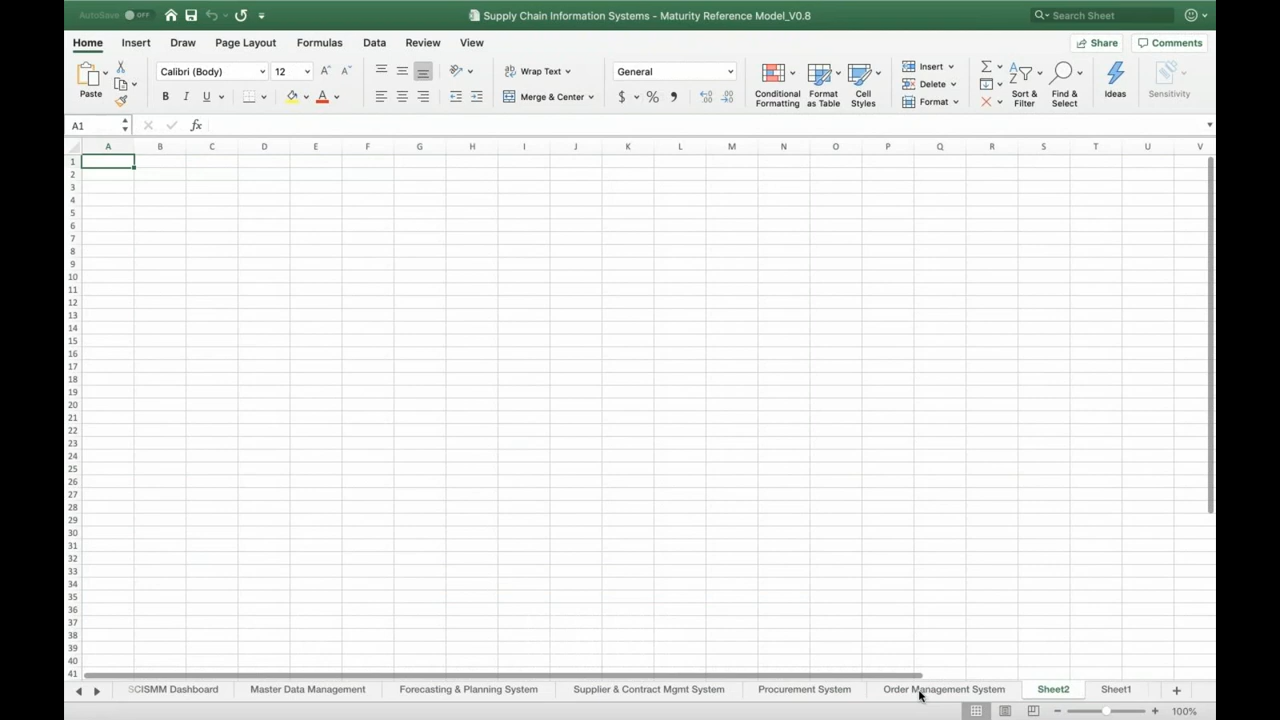 AutoSave OFF
Supply Chain Information Systems - Maturity Reference Model_V0.8
Search Sheet
Home Insert Draw Page Layout Formulas Data Review View
Share Comments
Paste
Calibri (Body) 12
B I U
Wrap Text
Merge & Center
General
$ % 9
Conditional Formatting
Format as Table
Cell Styles
Insert
Delete
Format
Sort & Filter
Find & Select
Ideas
Sensitivity
A1 fx
A B C D E F G H I J K L M N O P Q R S T U V
1
2
3
4
5
6
7
8
9
10
11
12
13
14
15
16
17
18
19
20
21
22
23
24
25
26
27
28
29
30
31
32
33
34
35
36
37
38
39
40
41
SCISMM Dashboard Master Data Management Forecasting & Planning System Supplier & Contract Mgmt System Procurement System Order Management System Sheet2 Sheet1
100%